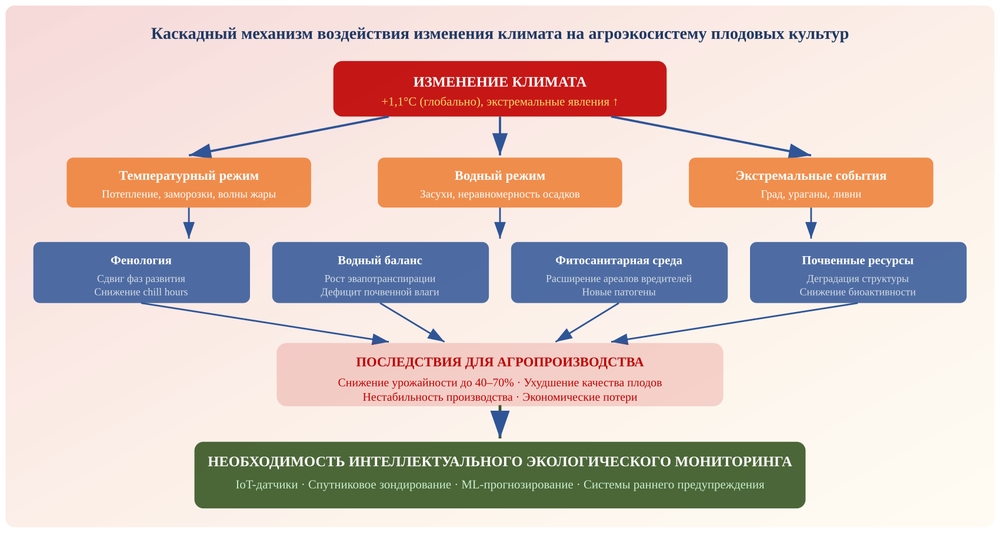 Каскадный механизм воздействия изменения климата на агроэкосистему плодовых культур
ИЗМЕНЕНИЕ КЛИМАТА
+1,1°C (глобально), экстремальные явления ↑
Температурный режим
Потепление, заморозки, волны жары
Водный режим
Засухи, неравномерность осадков
Экстремальные события
Град, ураганы, ливни
Фенология
Сдвиг фаз развития
Снижение chill hours
Водный баланс
Рост эвапотранспирации
Дефицит почвенной влаги
Фитосанитарная среда
Расширение ареалов вредителей
Новые патогены
Почвенные ресурсы
Деградация структуры
Снижение биоактивности
ПОСЛЕДСТВИЯ ДЛЯ АГРОПРОИЗВОДСТВА
Снижение урожайности до 40–70% · Ухудшение качества плодов
Нестабильность производства · Экономические потери
НЕОБХОДИМОСТЬ ИНТЕЛЛЕКТУАЛЬНОГО ЭКОЛОГИЧЕСКОГО МОНИТОРИНГА
IoT-датчики · Спутниковое зондирование · ML-прогнозирование · Системы раннего предупреждения